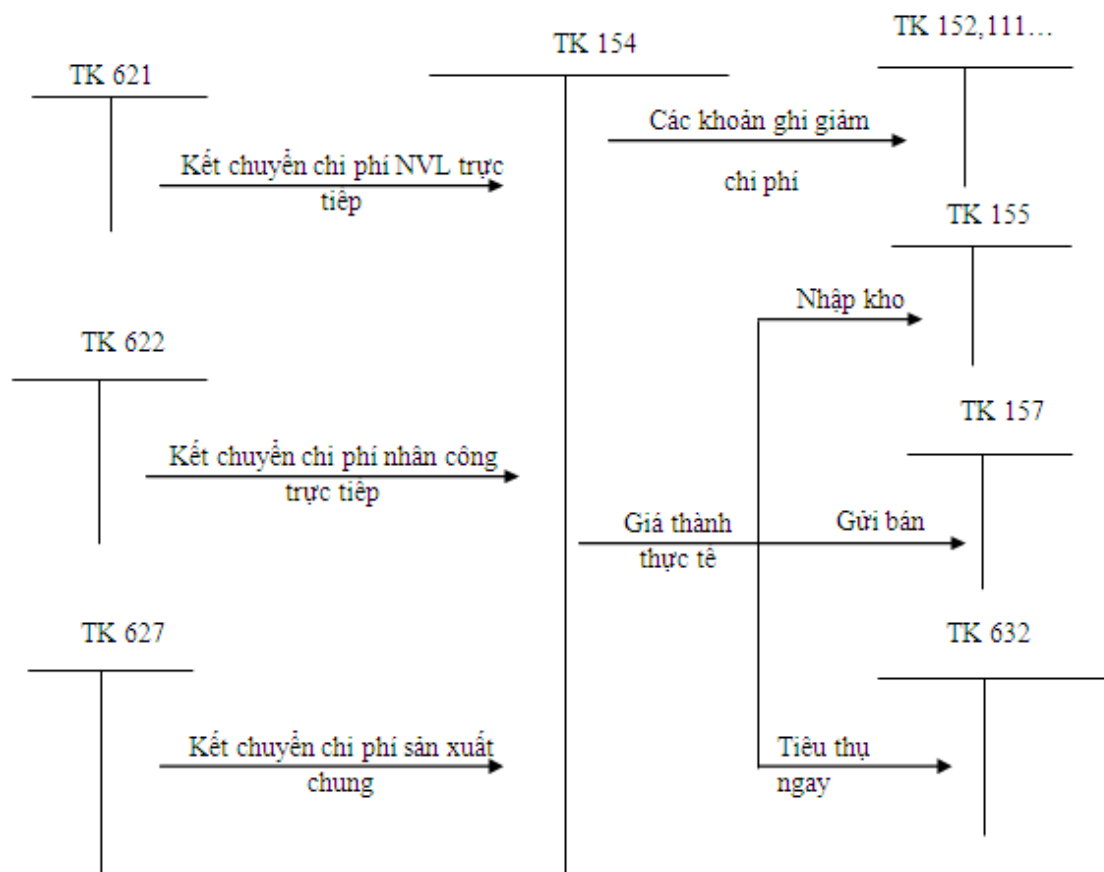 TK 621
TK 154
TK 152,111…
Kết chuyển chi phí NVL trực
tiêp
Các khoản ghi giảm
chi phí
TK 155
Nhập kho
TK 622
Kết chuyển chi phí nhân công
trực tiếp
TK 157
Giá thành
thực tê
Gửi bán
TK 627
TK 632
Kết chuyển chi phí sản xuất
chung
Tiêu thụ
ngay